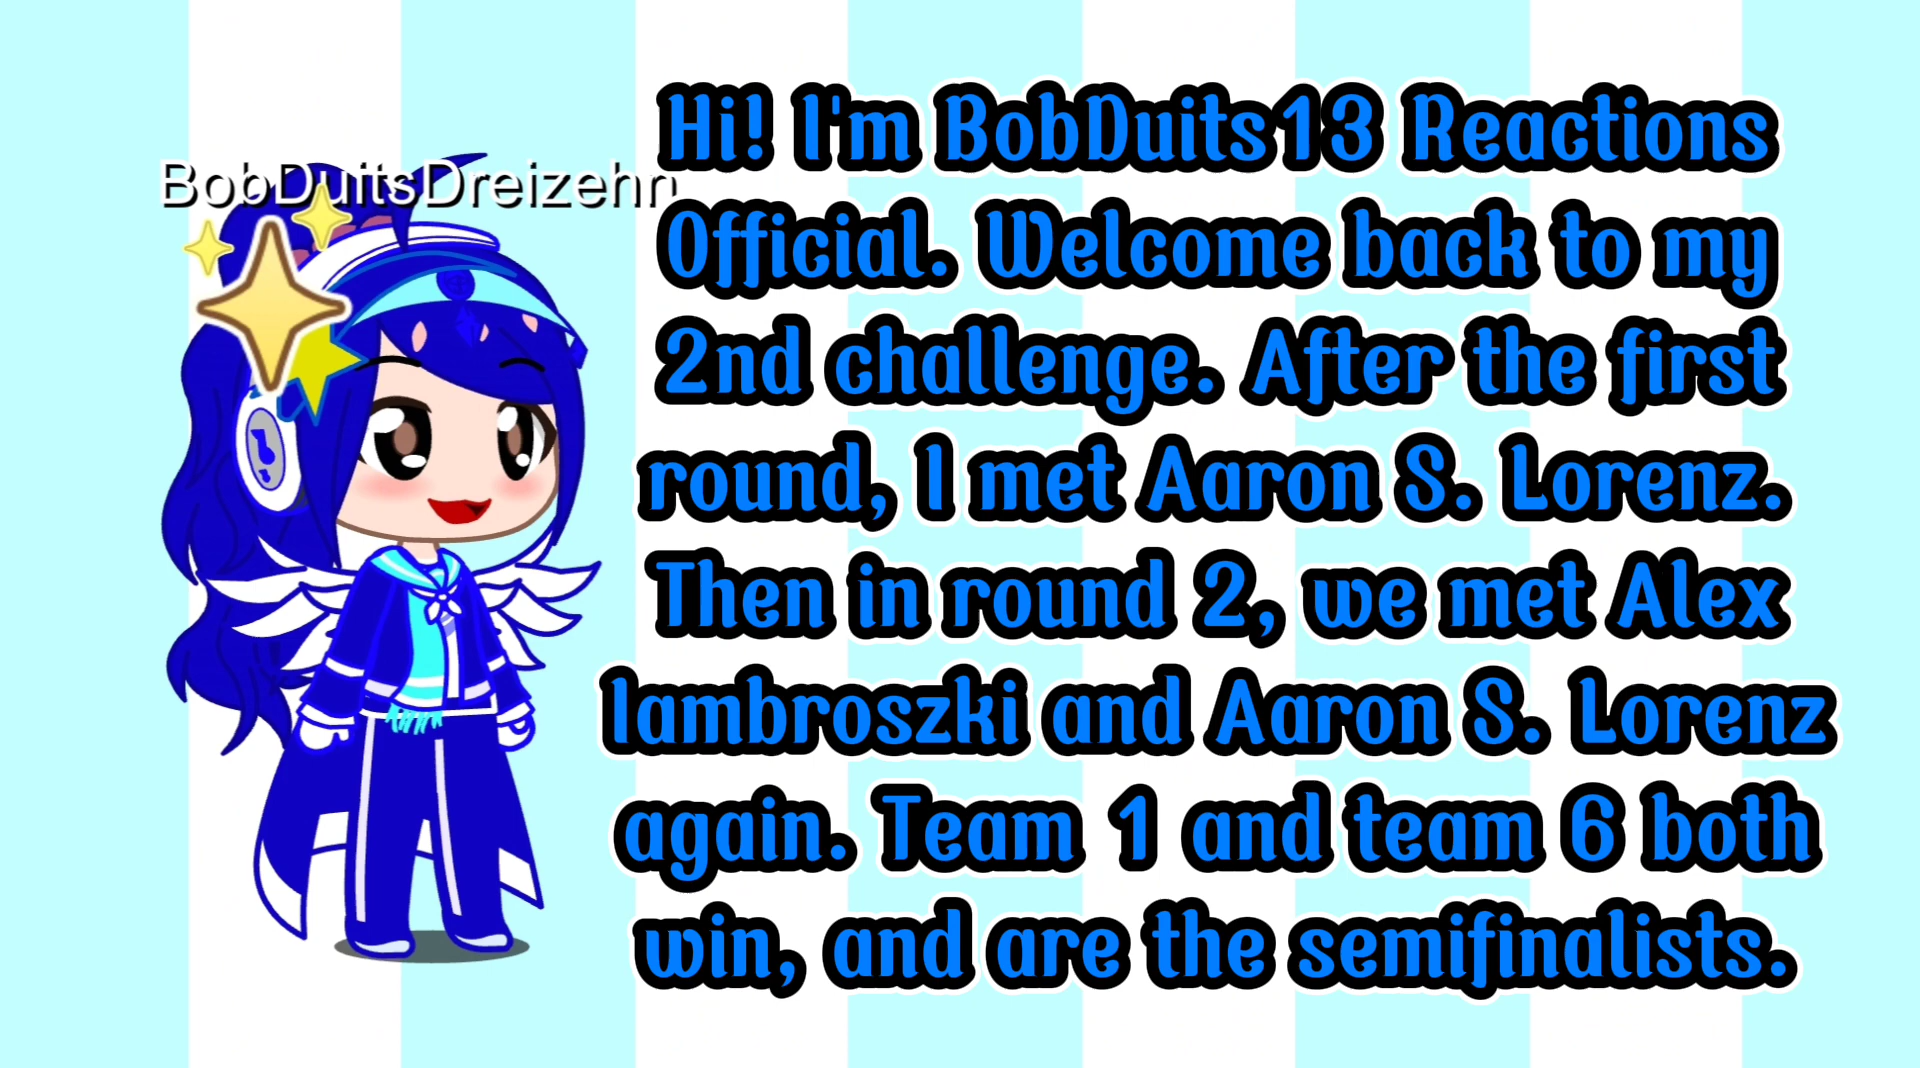 BobDuitsDreizehn
Hi! I'm BobDuits13 Reactions
Official. Welcome back to my
2nd challenge. After the first
round, I met Aaron S. Lorenz.
Then in round 2, we met Alex
Iambroszki and Aaron S. Lorenz
again. Team 1 and team 6 both
win, and are the semifinalists.